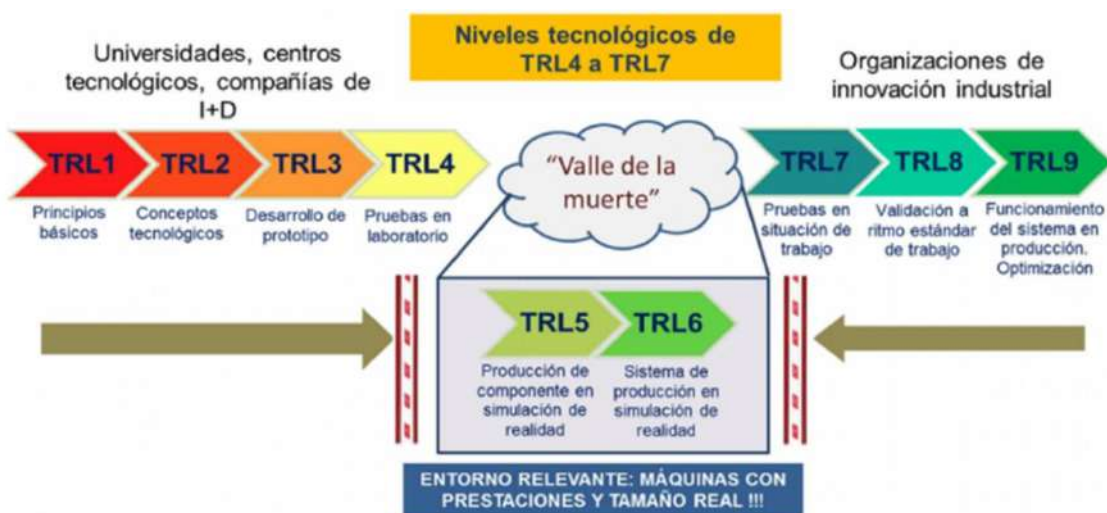 Universidades, centros
tecnológicos, compañías de
I+D
Niveles tecnológicos de
TRL4 a TRL7
Organizaciones de
innovación industrial
TRL1
TRL2
TRL3
TRL4
"Valle de la
muerte"
TRL7
TRL8
TRL9
Principios
básicos
Conceptos
tecnológicos
Desarrollo de
prototipo
Pruebas en
laboratorio
Pruebas en
situación de
trabajo
Validación a
ritmo estándar
de trabajo
Funcionamiento
del sistema en
producción.
Optimización
TRL5
TRL6
Producción de
componente en
simulación de
realidad
Sistema de
producción en
simulación de
realidad
ENTORNO RELEVANTE: MÁQUINAS CON
PRESTACIONES Y TAMAÑO REAL !!!